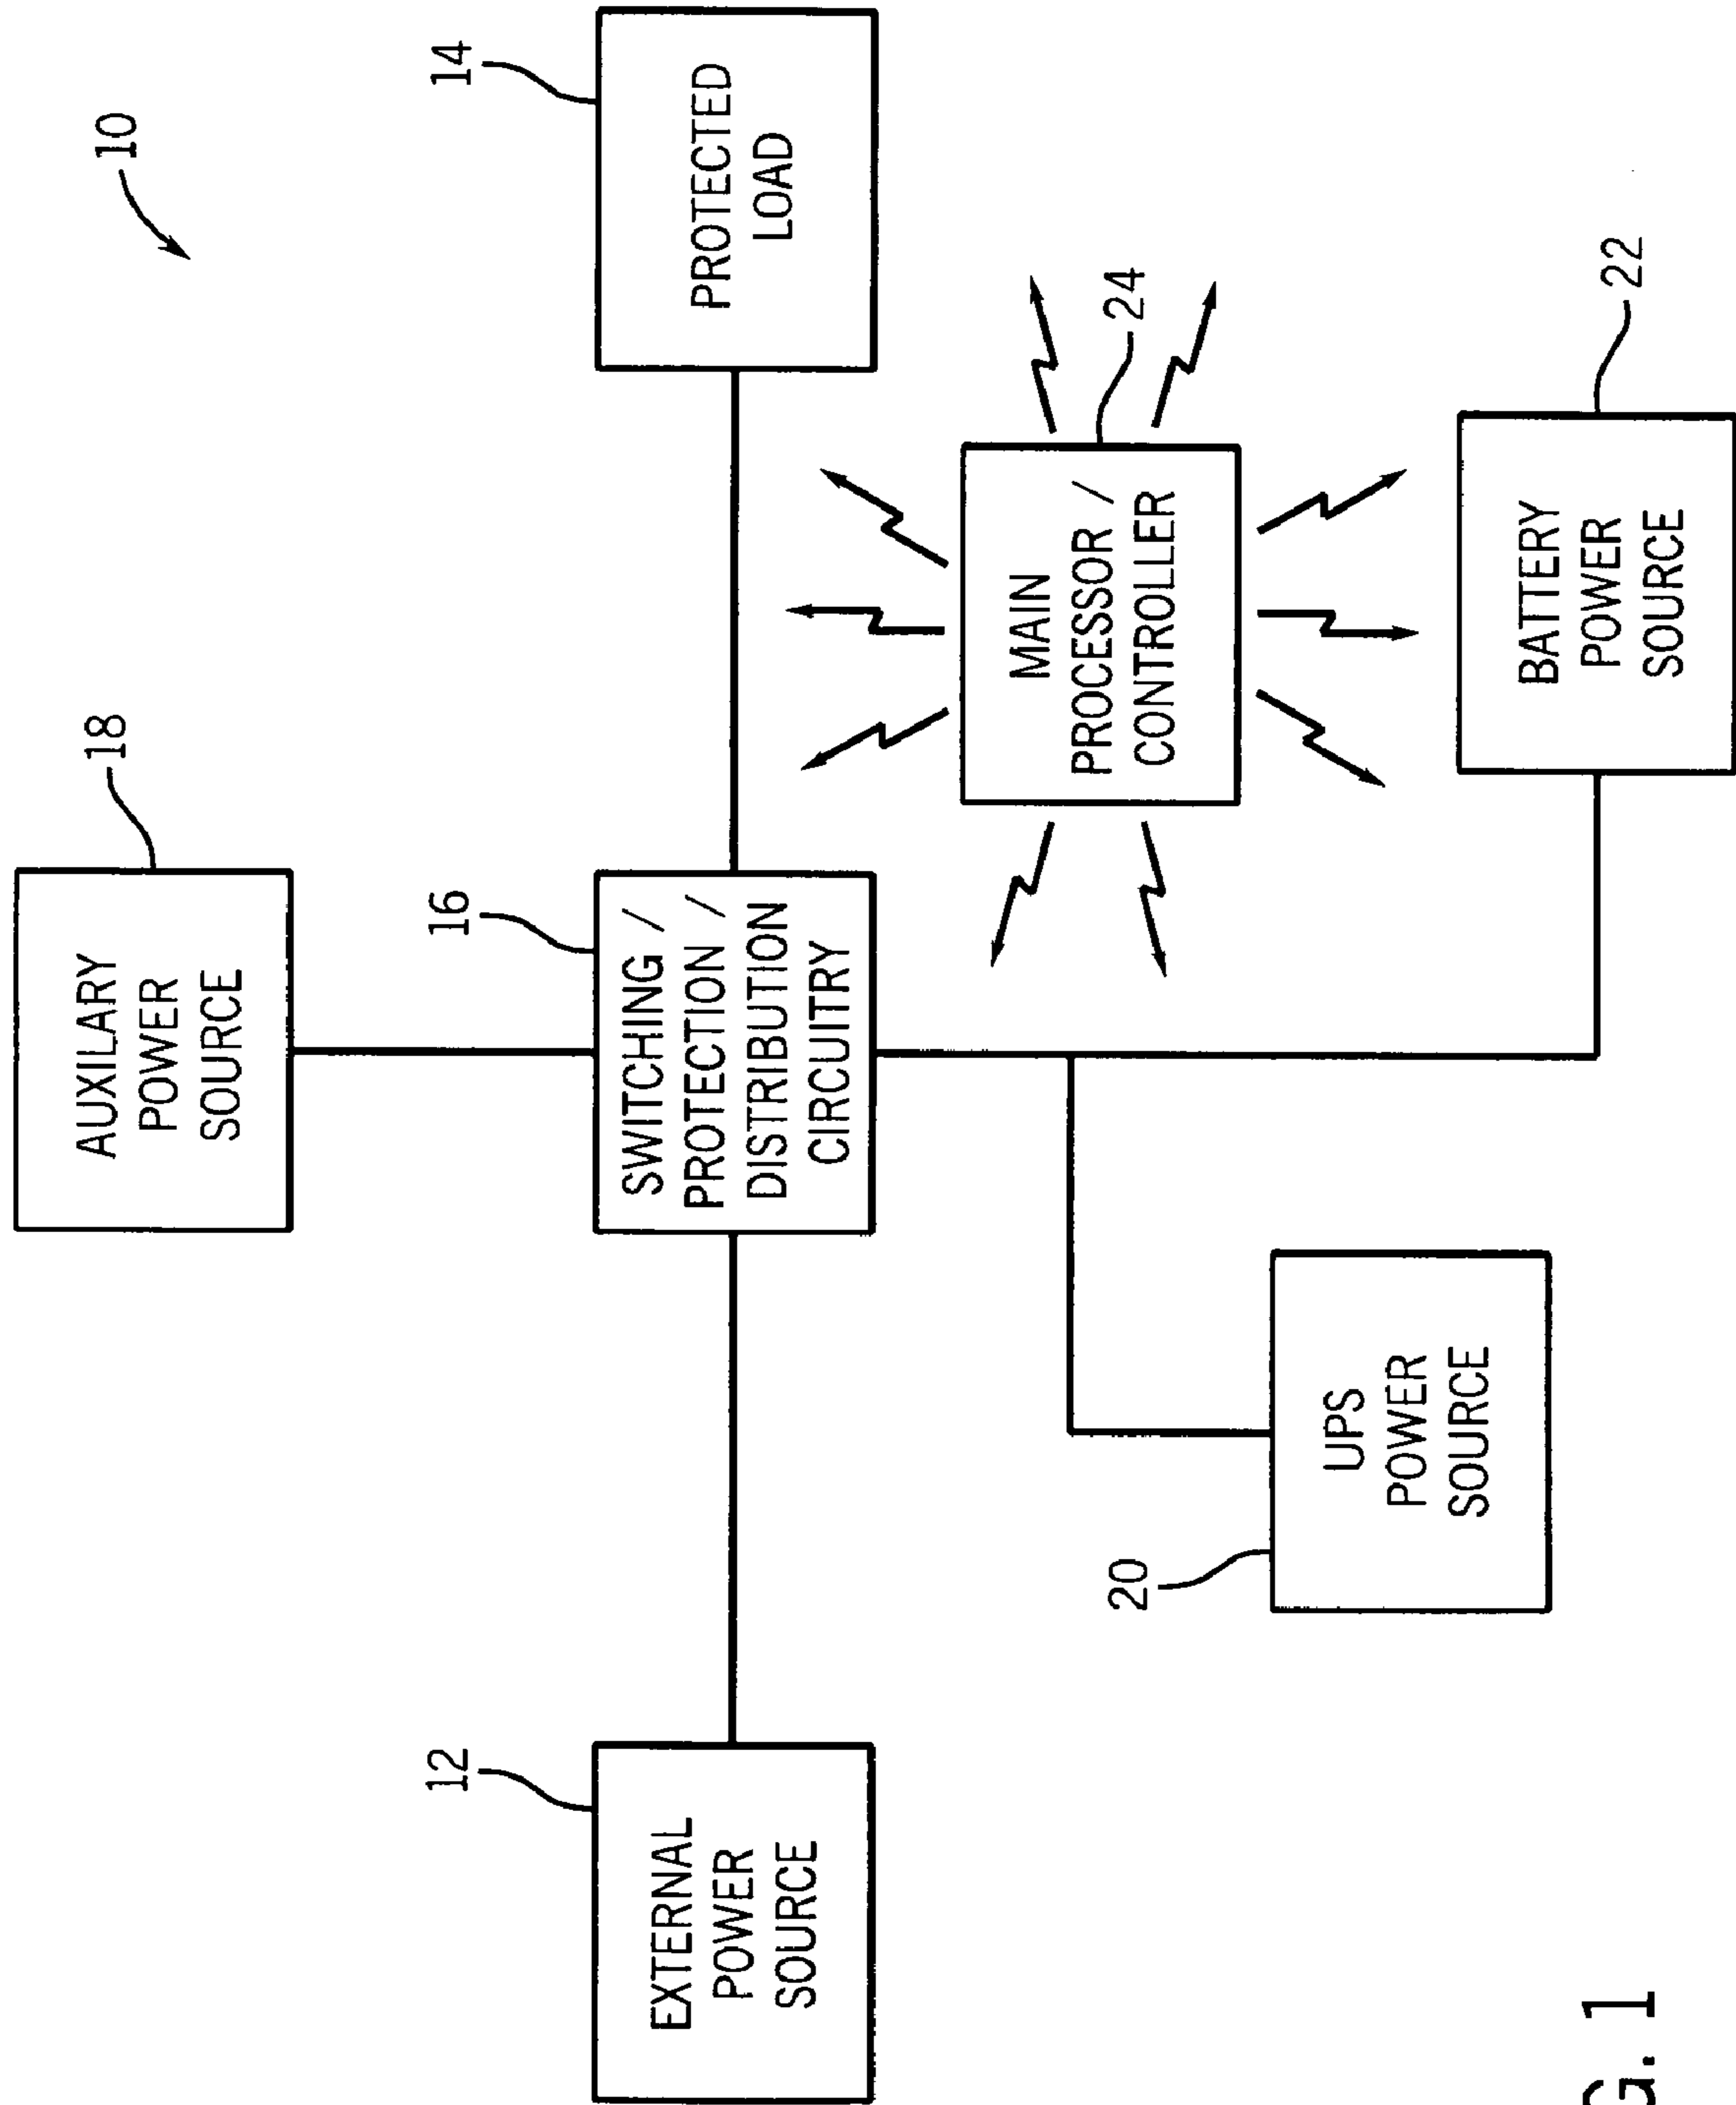 10
18
AUXILARY
POWER
SOURCE
12
EXTERNAL
POWER
SOURCE
16
SWITCHING /
PROTECTION /
DISTRIBUTION
CIRCUITRY
14
PROTECTED
LOAD
20
UPS
POWER
SOURCE
MAIN
PROCESSOR /
CONTROLLER
24
BATTERY
POWER
SOURCE
22
G. 1